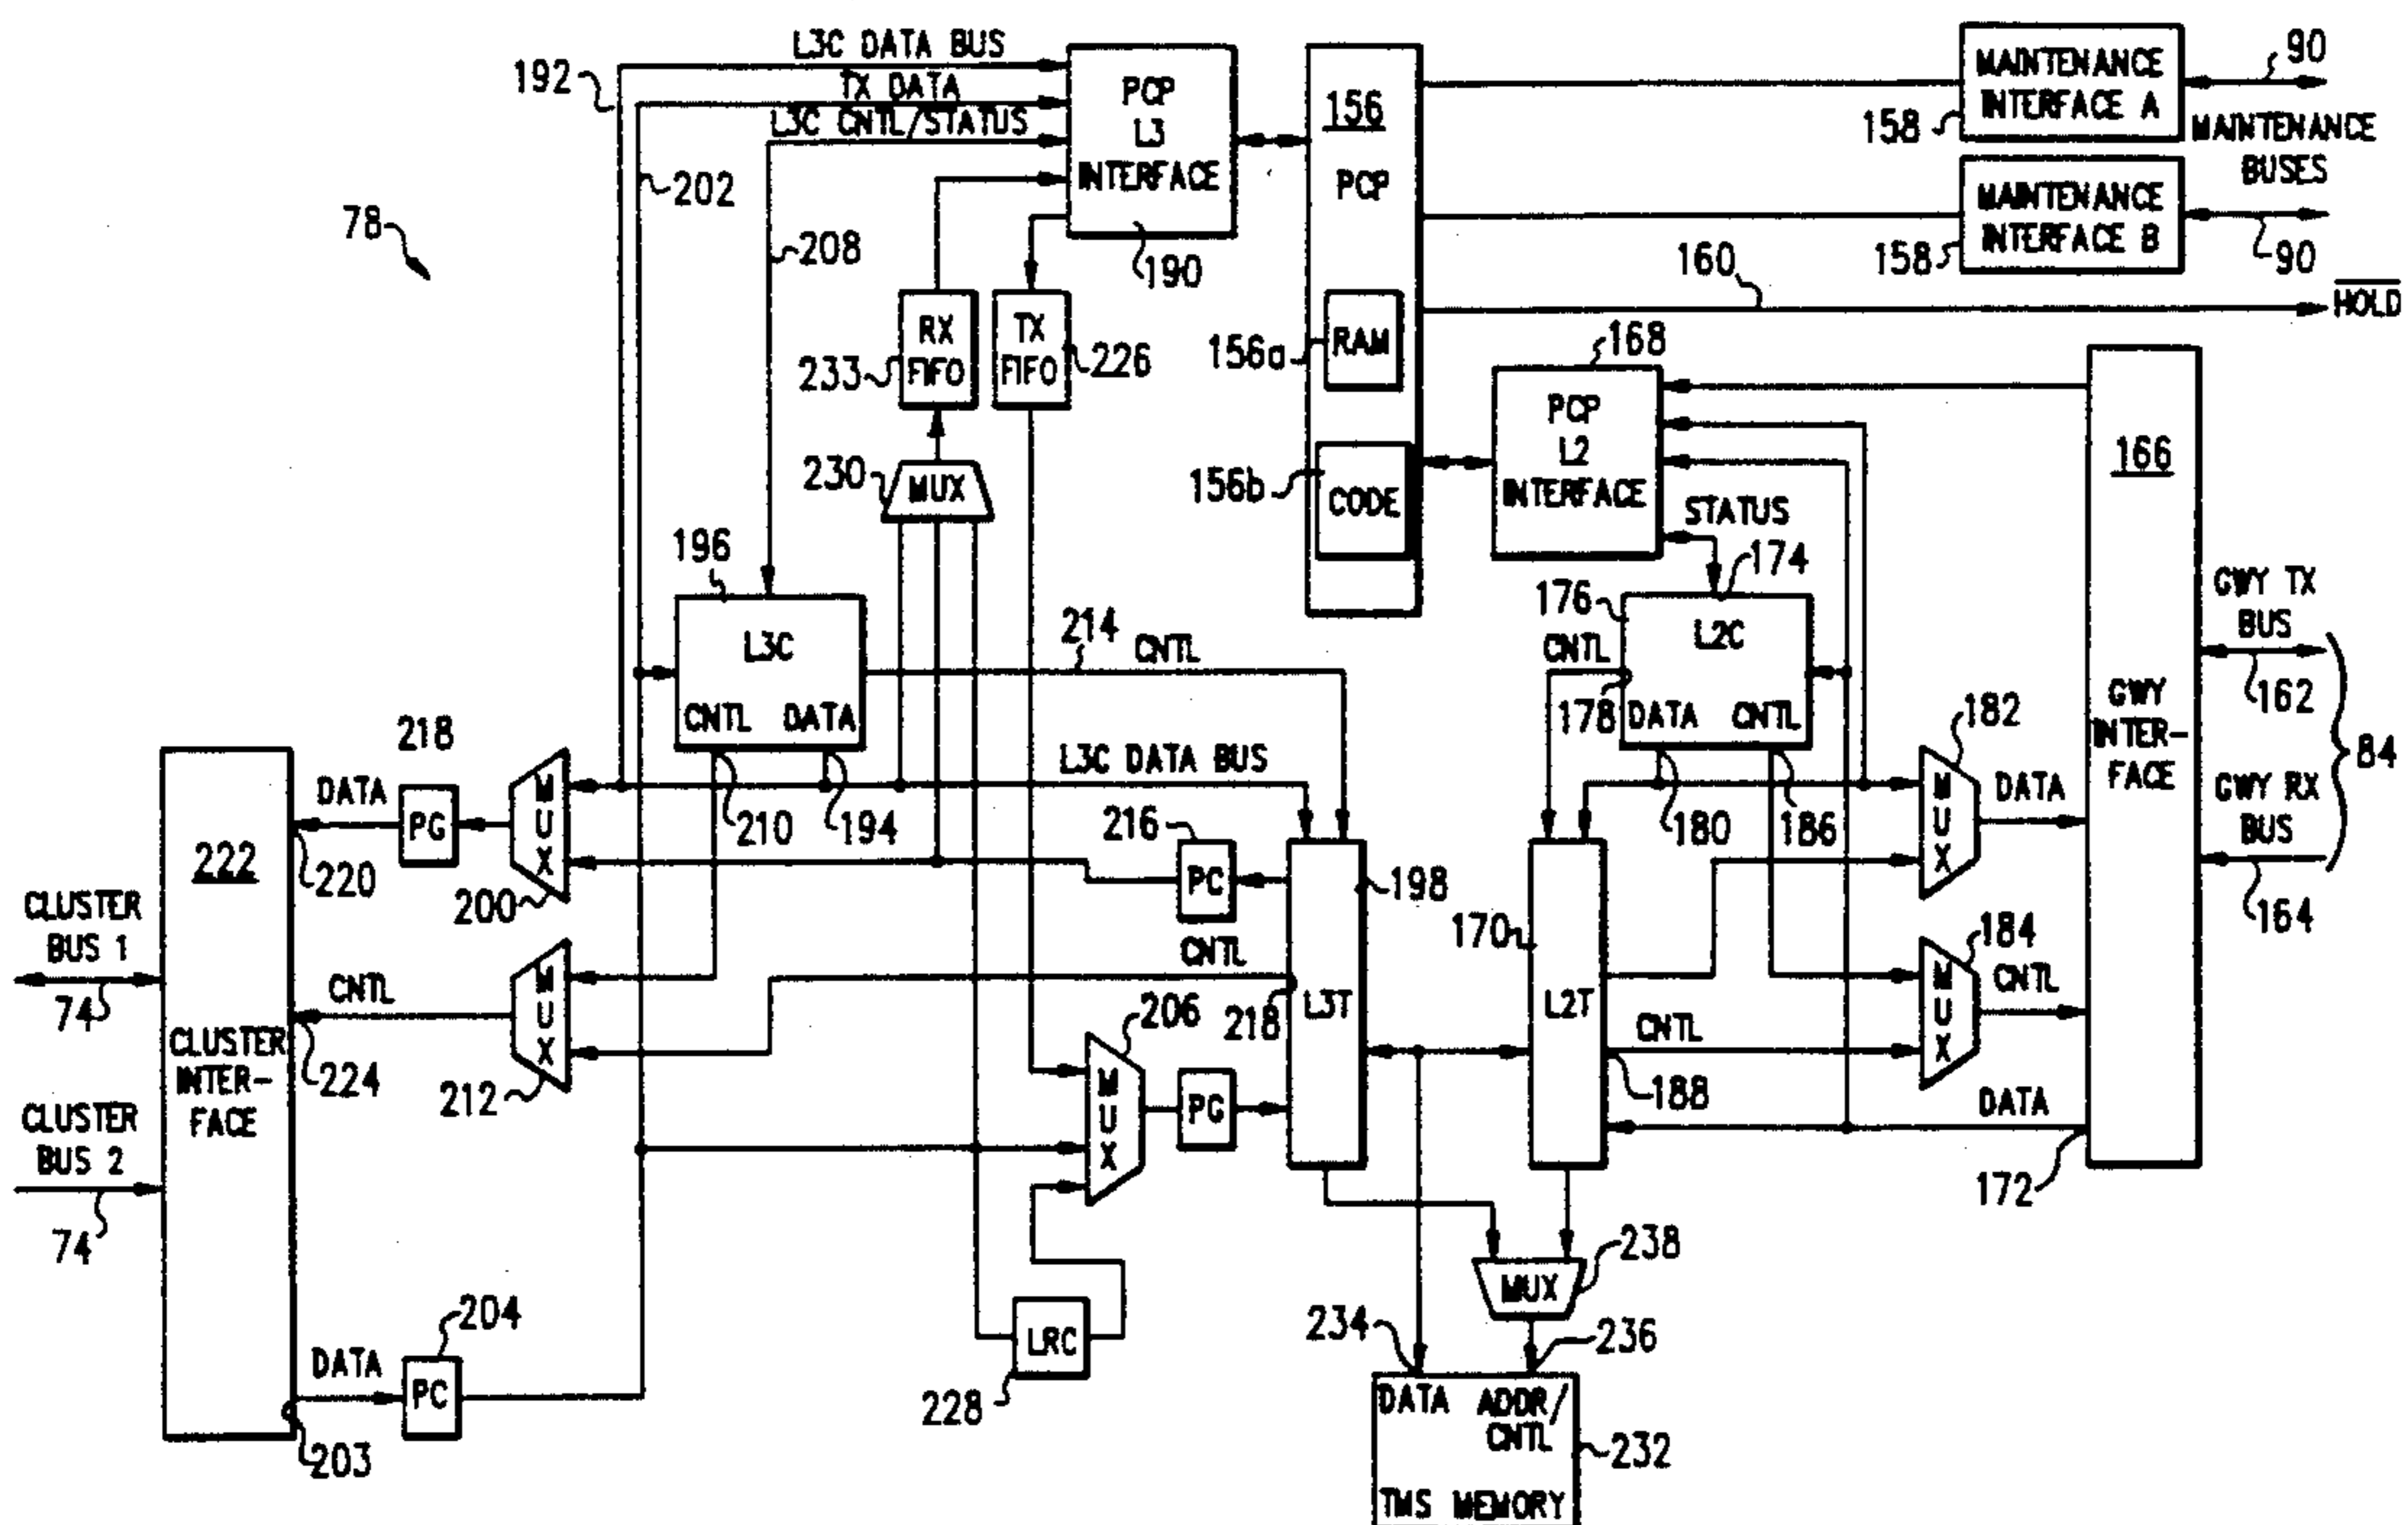 L3C DATA BUS
192
TX DATA
L3C CNTL/STATUS
202
208
78
PCP
L3
INTERFACE
190
156
PCP
RAM
156a
CODE
156b
MAINTENANCE
INTERFACE A
158
90
MAINTENANCE
BUSES
MAINTENANCE
INTERFACE B
158
90
160
HOLD
RX
FIFO
233
TX
FIFO
226
230
MUX
168
PCP
L2
INTERFACE
STATUS
174
166
GWY
INTER-
FACE
GWY TX
BUS
162
84
GWY RX
BUS
164
196
L3C
CNTL DATA
214
CNTL
176
L2C
CNTL
178
DATA CNTL
182
MUX
DATA
218
DATA
PG
MUX
200
220
210
194
L3C DATA BUS
216
PC
198
180
186
170
222
CLUSTER
INTER-
FACE
CLUSTER
BUS 1
74
CNTL
224
MUX
212
CNTL
218
L3T
L2T
206
MUX
PG
CNTL
188
184
MUX
CNTL
DATA
172
CLUSTER
BUS 2
74
DATA
204
PC
203
LRC
228
238
MUX
234
236
DATA ADDR/
CNTL
232
TMS MEMORY